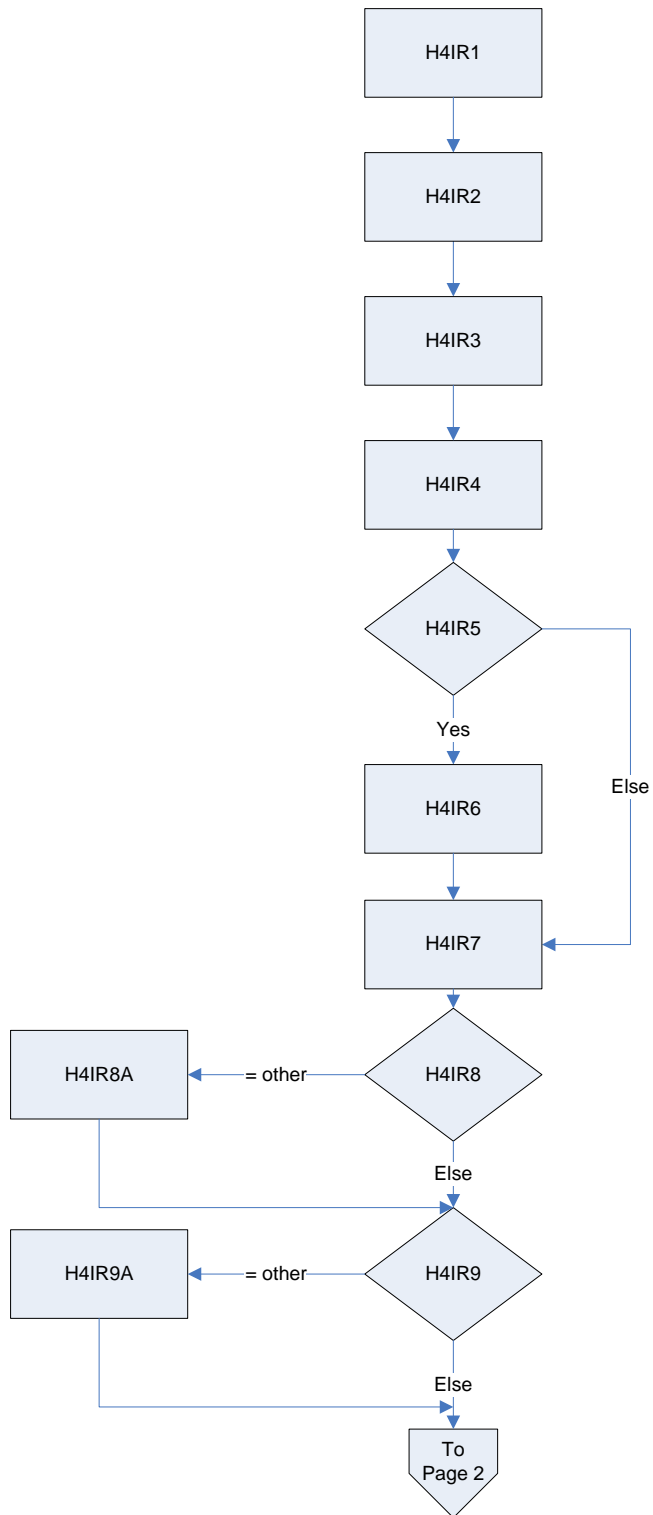 H4IR1
H4IR2
H4IR3
H4IR4
H4IR5
Yes
Else
H4IR6
H4IR7
H4IR8A
= other
H4IR8
Else
H4IR9A
= other
H4IR9
Else
To
Page 2